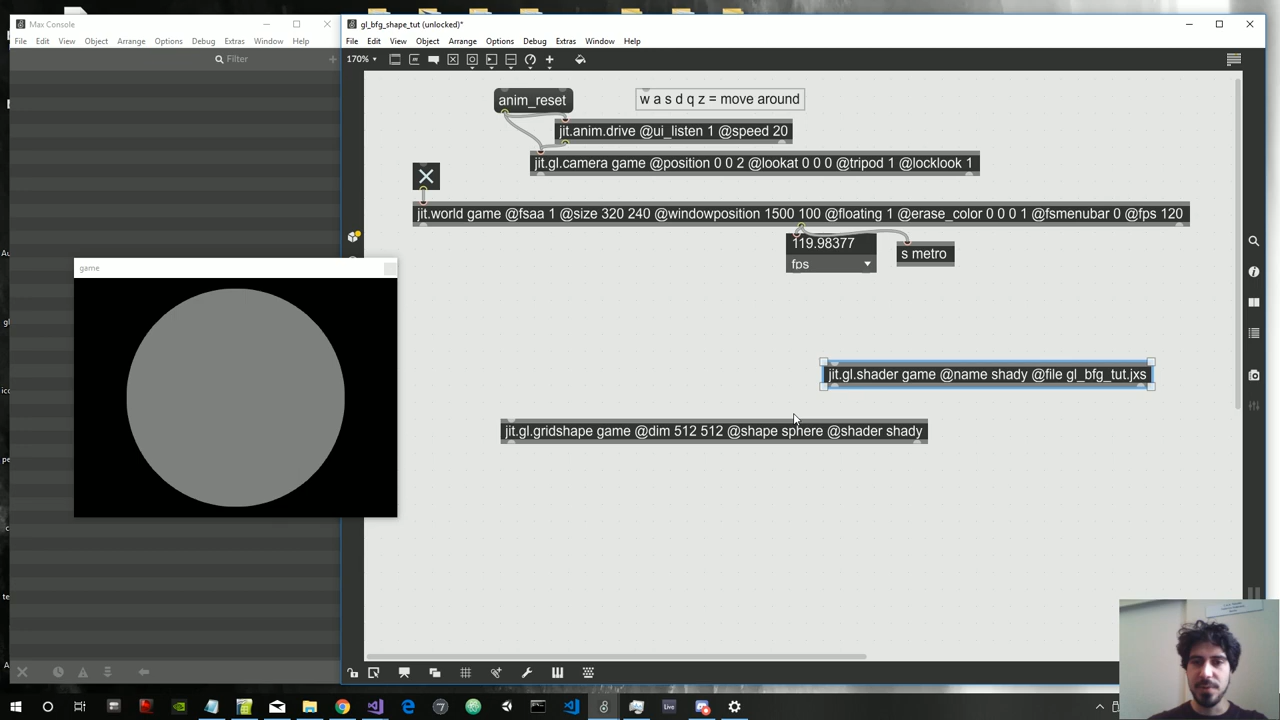 Max Console
File Edit View Object Arrange Options Debug Extras Window Help
Filter
gl_bfg_shape_tut (unlocked)*
File Edit View Object Arrange Options Debug Extras Window Help
170%
anim_reset
w a s d q z = move around
jit.anim.drive @ui_listen 1 @speed 20
jit.gl.camera game @position 0 0 2 @lookat 0 0 0 @tripod 1 @locklook 1
jit.world game @fsaa 1 @size 320 240 @windowposition 1500 100 @floating 1 @erase_color 0 0 0 1 @fsmenubar 0 @fps 120
119.98377
fps
s metro
game
jit.gl.shader game @name shady @file gl_bfg_tut.jxs
jit.gl.gridshape game @dim 512 512 @shape sphere @shader shady
Live